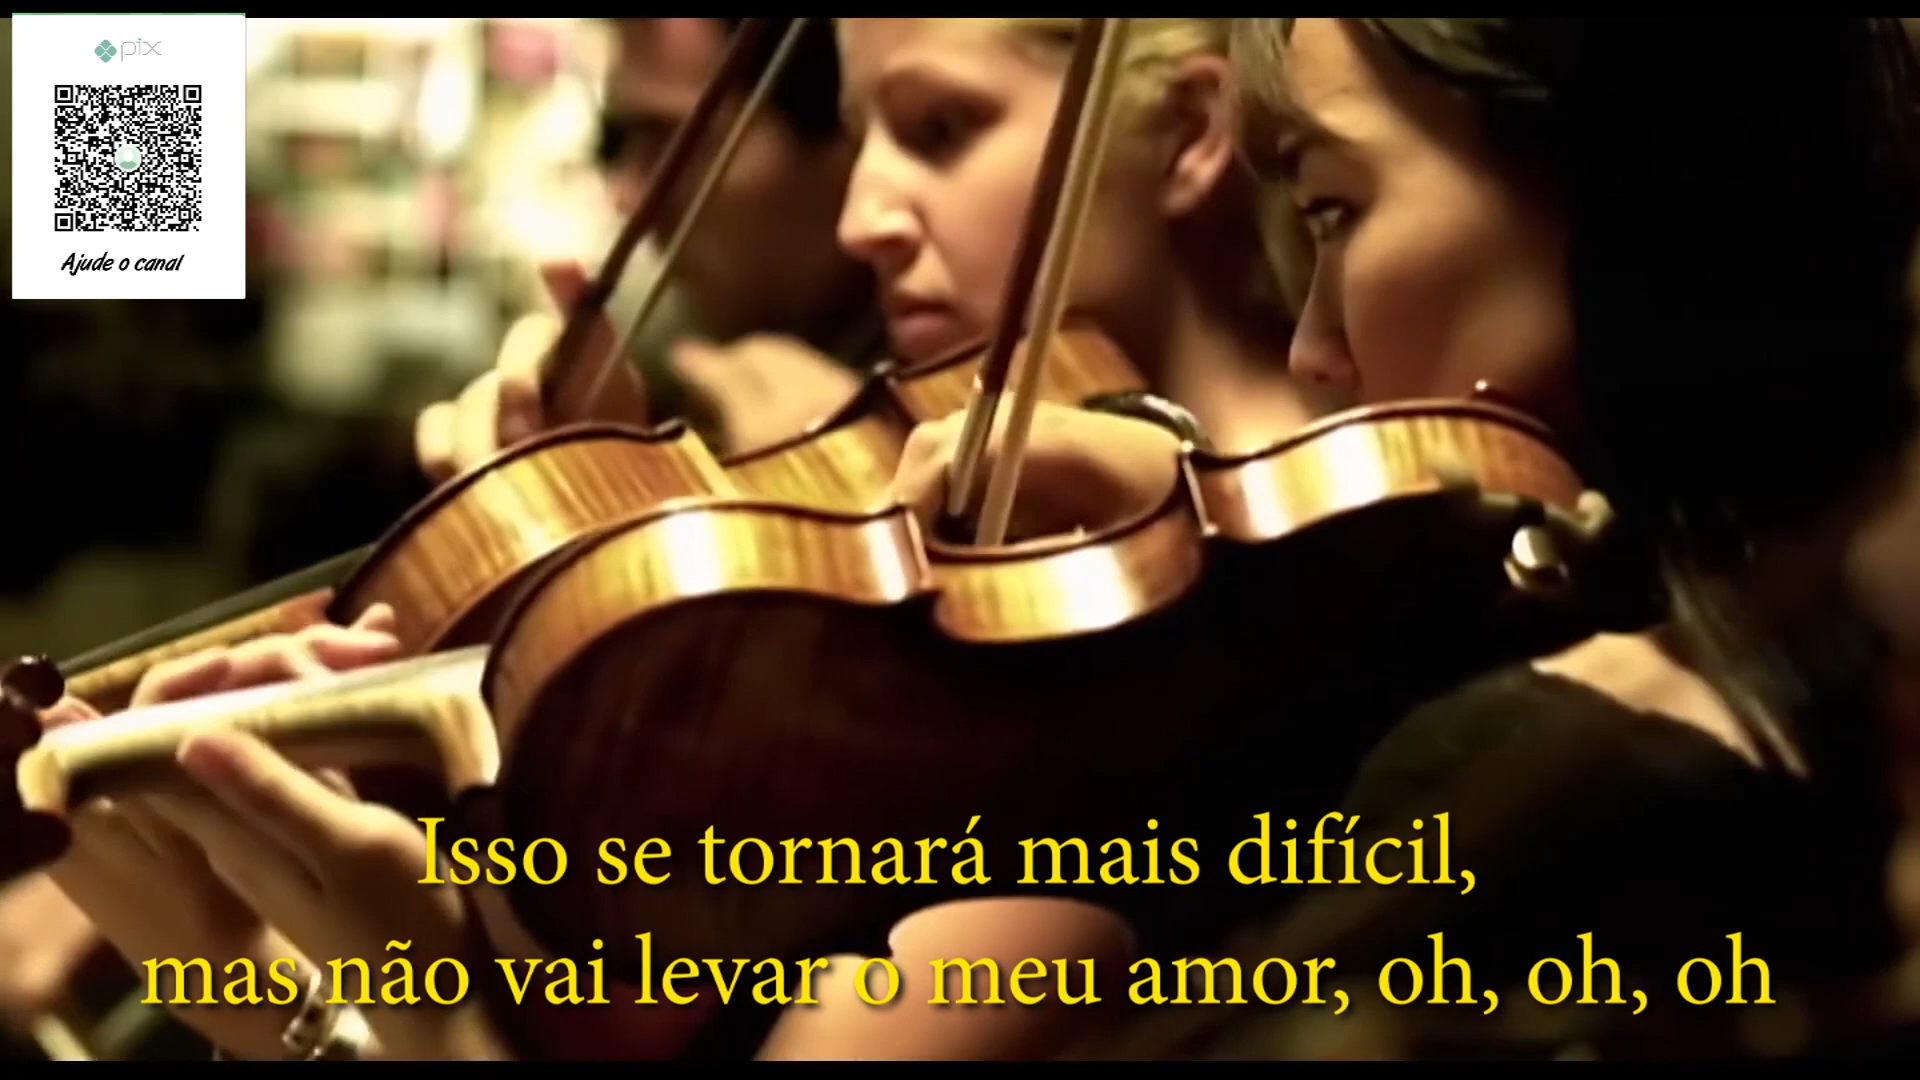 pix
Ajude o canal
Isso se tornará mais difícil,
mas não vai levar o meu amor, oh, oh, oh